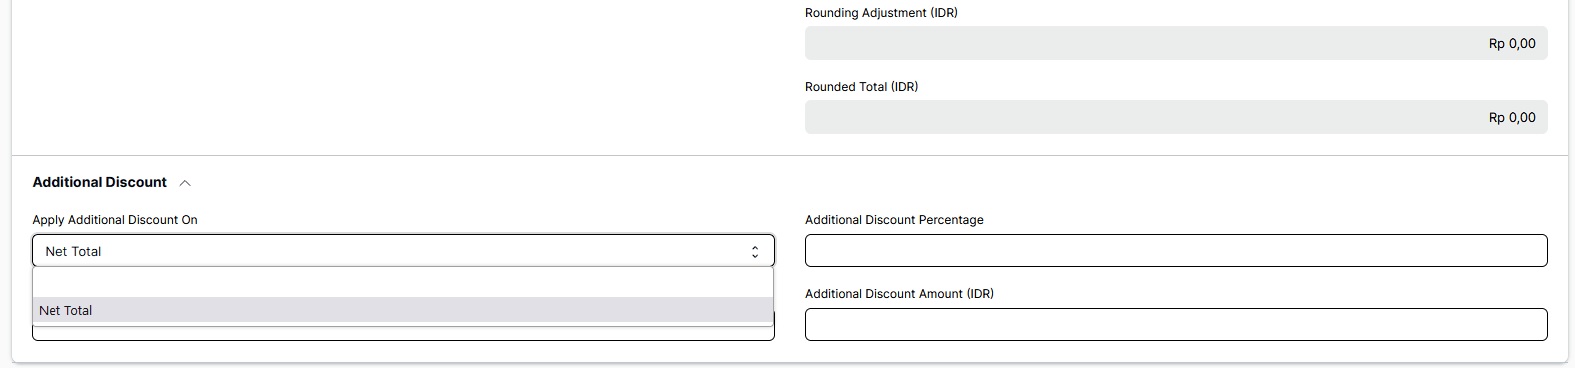 Rounding Adjustment (IDR)
Rp 0,00
Rounded Total (IDR)
Rp 0,00
Additional Discount
Apply Additional Discount On
Net Total
Net Total
Additional Discount Percentage
Additional Discount Amount (IDR)